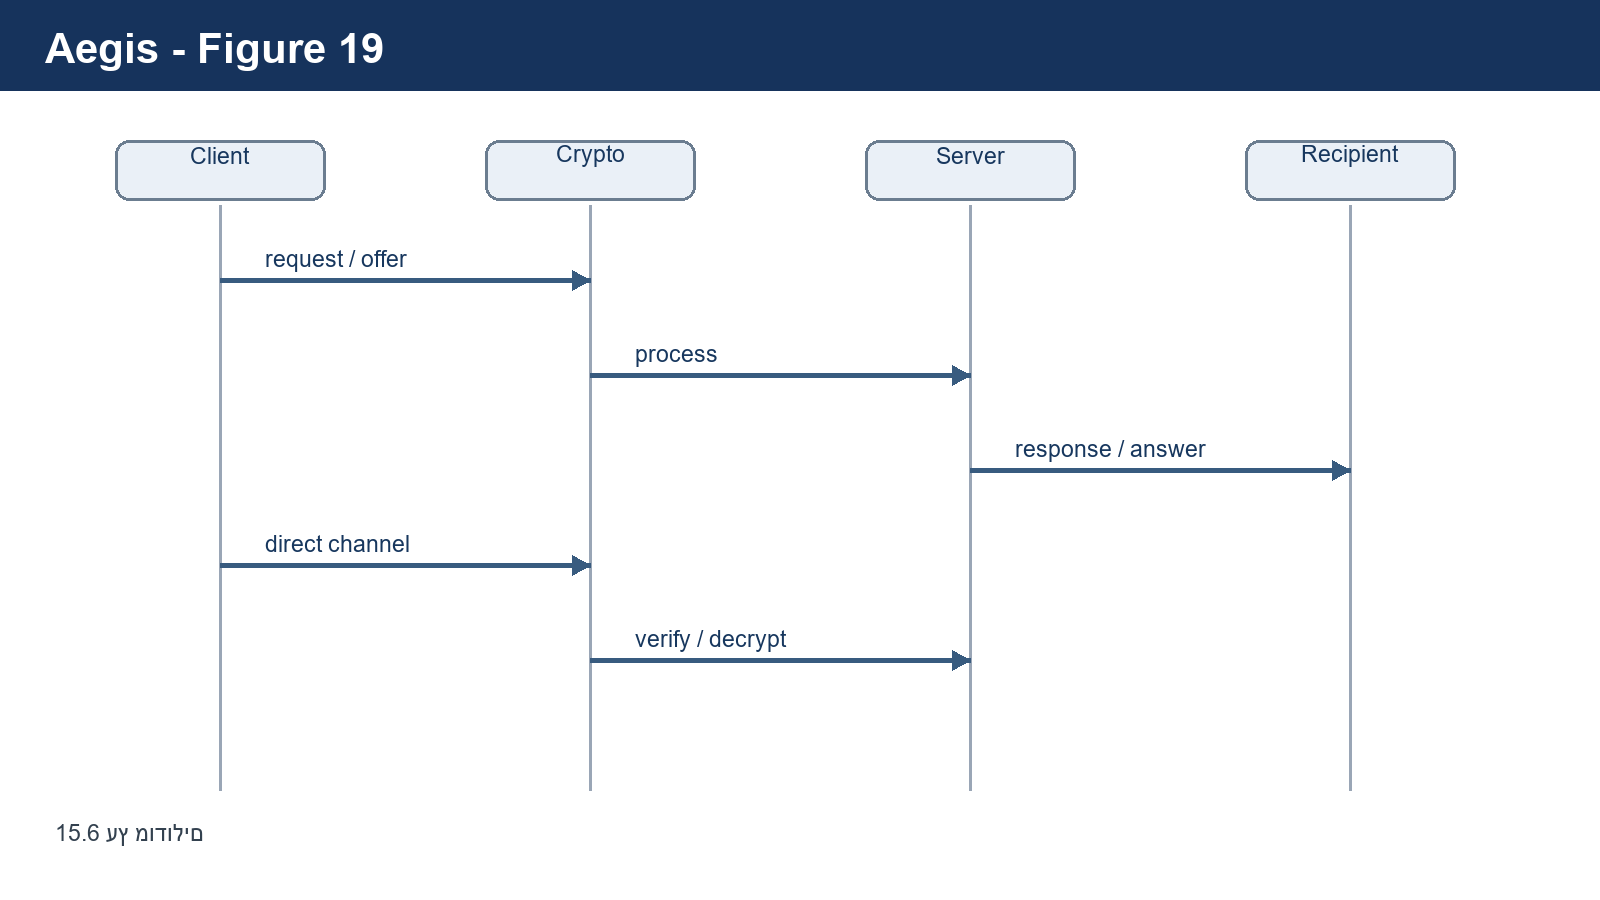 Aegis - Figure 19
Client
Crypto
Server
Recipient
request / offer
process
response / answer
direct channel
verify / decrypt
15.6 עץ מודולים